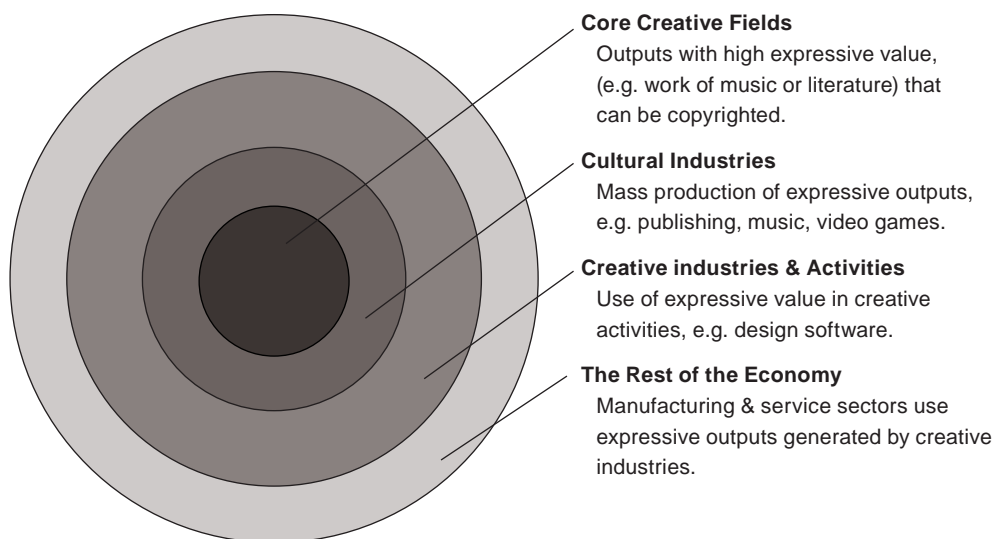 Core Creative Fields
Outputs with high expressive value,
(e.g. work of music or literature) that
can be copyrighted.
Cultural Industries
Mass production of expressive outputs,
e.g. publishing, music, video games.
Creative industries & Activities
Use of expressive value in creative
activities, e.g. design software.
The Rest of the Economy
Manufacturing & service sectors use
expressive outputs generated by creative
industries.